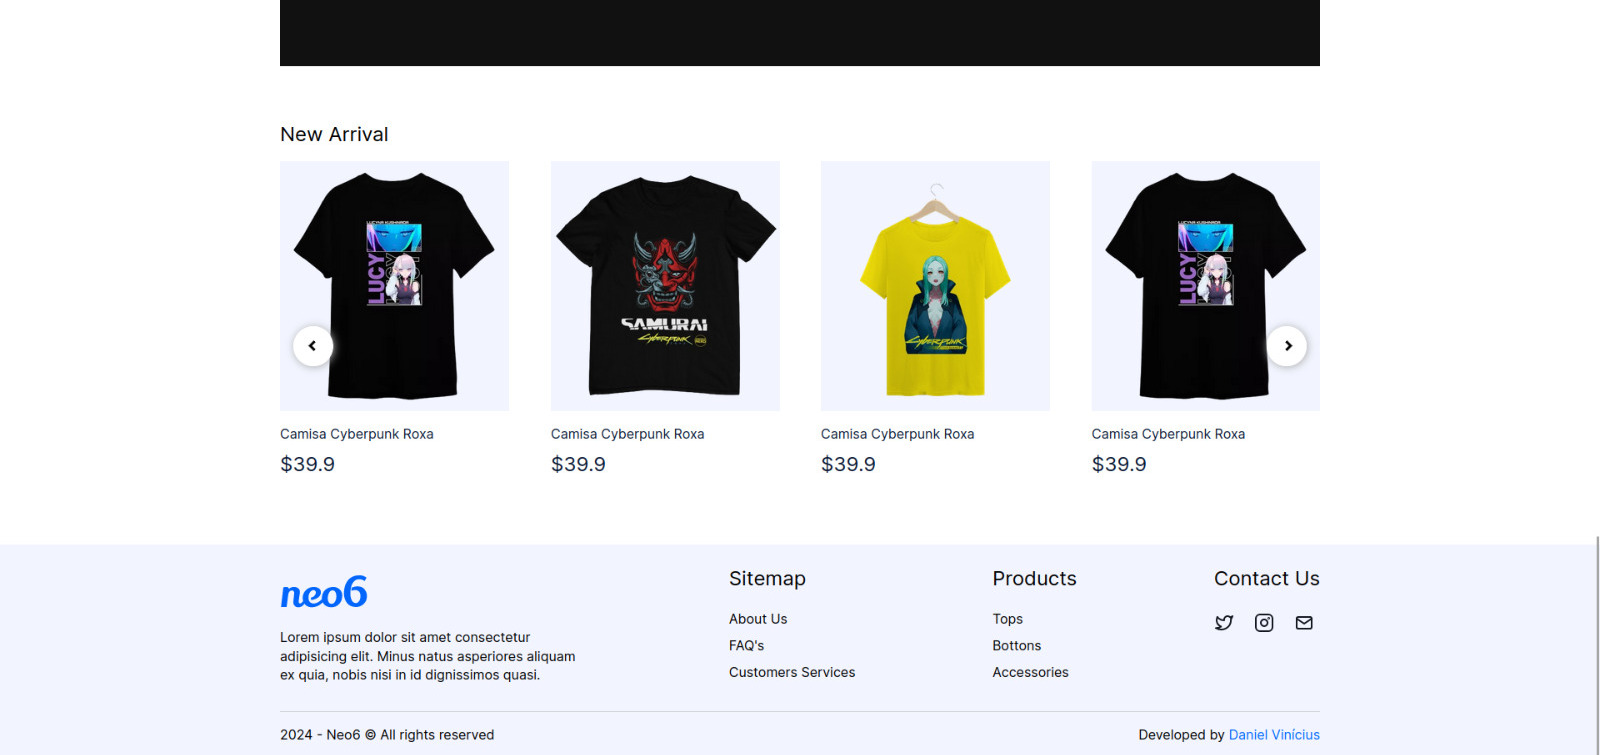 New Arrival
LUCY
SAMURAI
Cyberpunk
Cyberpunk
LUCY
Camisa Cyberpunk Roxa
Camisa Cyberpunk Roxa
Camisa Cyberpunk Roxa
Camisa Cyberpunk Roxa
$39.9
$39.9
$39.9
$39.9
neo6
Lorem ipsum dolor sit amet consectetur
adipisicing elit. Minus natus asperiores aliquam
ex quia, nobis nisi in id dignissimos quasi.
Sitemap
About Us
FAQ's
Customers Services
Products
Tops
Bottons
Accessories
Contact Us
2024 - Neo6 © All rights reserved
Developed by Daniel Vinícius